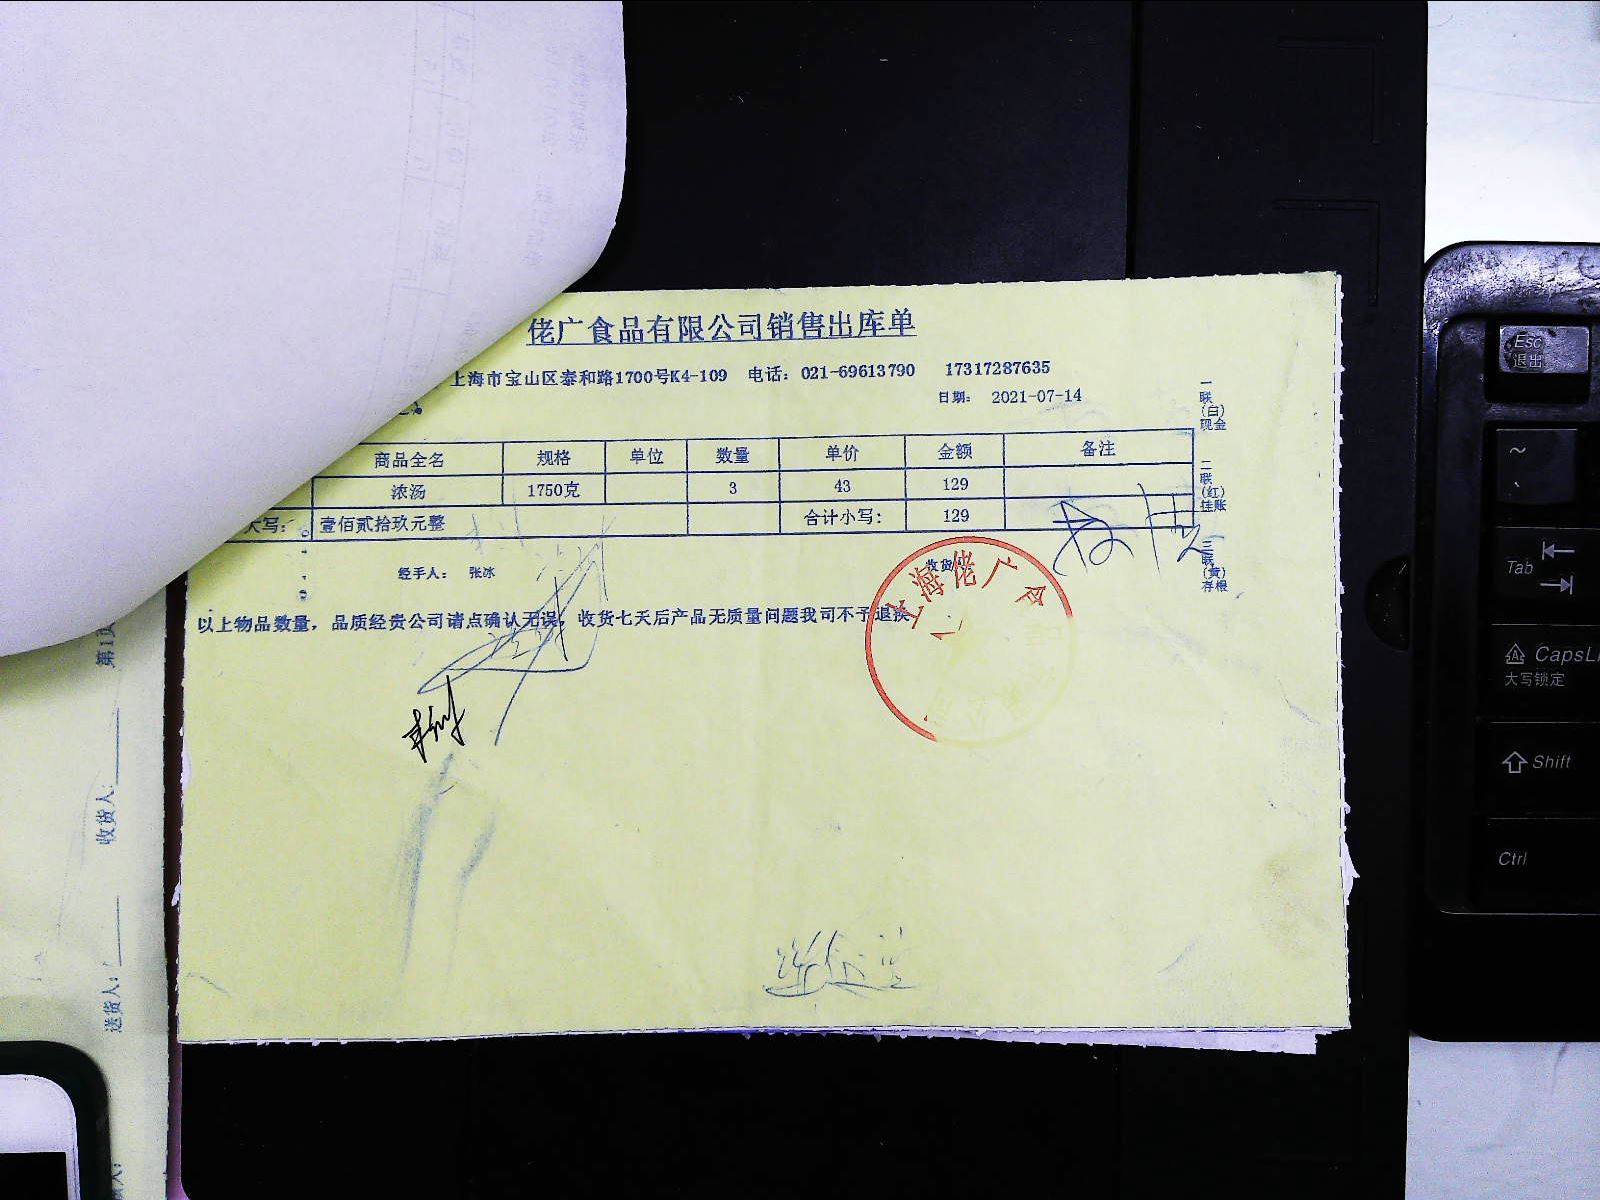 佬广食品有限公司销售出库单
上海市宝山区泰和路1700号K4-109 电话：021-69613790 17317287635
日期： 2021-07-14
商品全名 规格 单位 数量 单价 金额 备注
浓汤 1750克 3 43 129
大写： 壹佰贰拾玖元整 合计小写： 129
经手人： 张冰 收货
以上物品数量，品质经贵公司请点确认无误，收货七天后产品无质量问题我司不予退换
一联(白)现金
二联(红)挂账
三联(黄)存根
上海佬广食
第1页
收货人：
送货人：
Esc
退出
~
Tab
CapsL
大写锁定
Shift
Ctrl